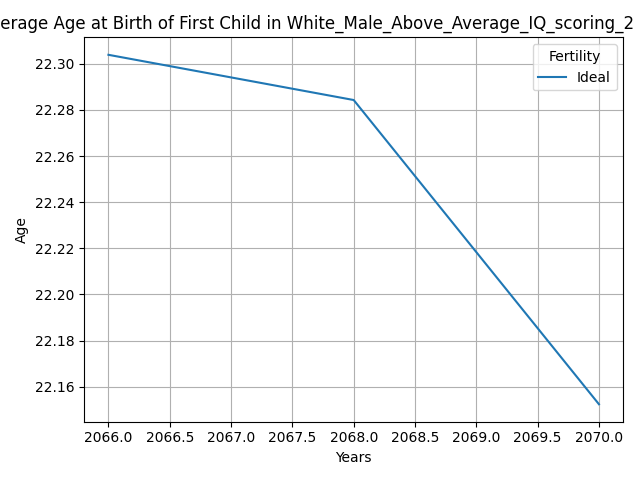 erage Age at Birth of First Child in White_Male_Above_Average_IQ_scoring_2
Fertility
Ideal
22.30
22.28
22.26
22.24
22.22
22.20
22.18
22.16
Age
2066.0 2066.5 2067.0 2067.5 2068.0 2068.5 2069.0 2069.5 2070.0
Years